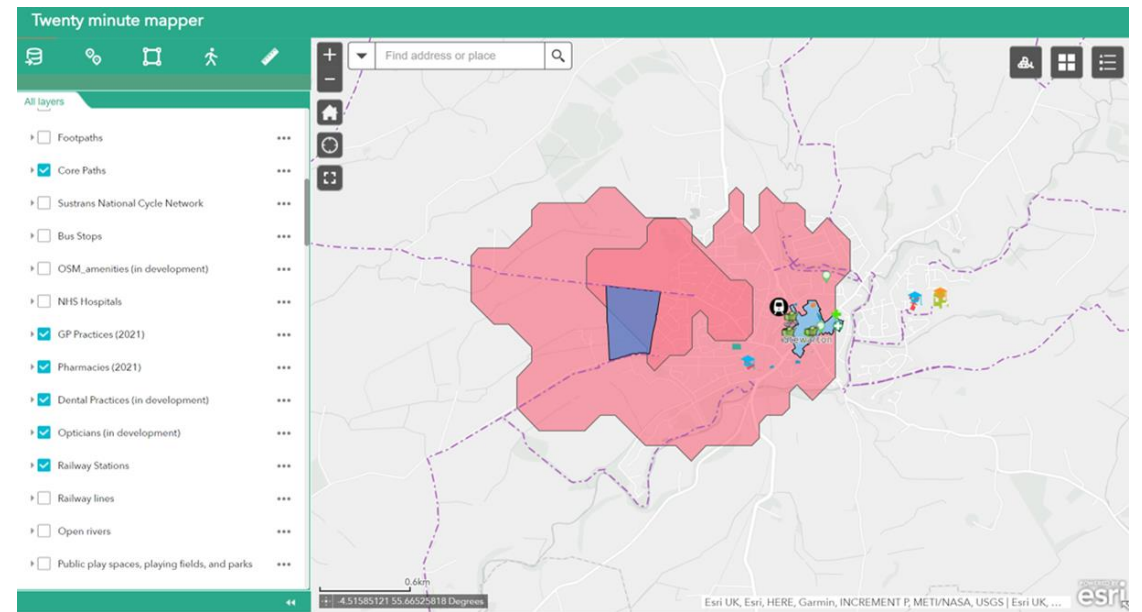 Twenty minute mapper
Find address or place
All layers
Footpaths
Core Paths
Sustrans National Cycle Network
Bus Stops
OSM_amenities (in development)
NHS Hospitals
GP Practices (2021)
Pharmacies (2021)
Dental Practices (in development)
Opticians (in development)
Railway Stations
Railway lines
Open rivers
Public play spaces, playing fields, and parks
0.6km
-4.51585121 55.66525818 Degrees
Esri UK, Esri, HERE, Garmin, INCREMENT P, METI/NASA, USGS | Esri UK, ...
POWERED BY
esri